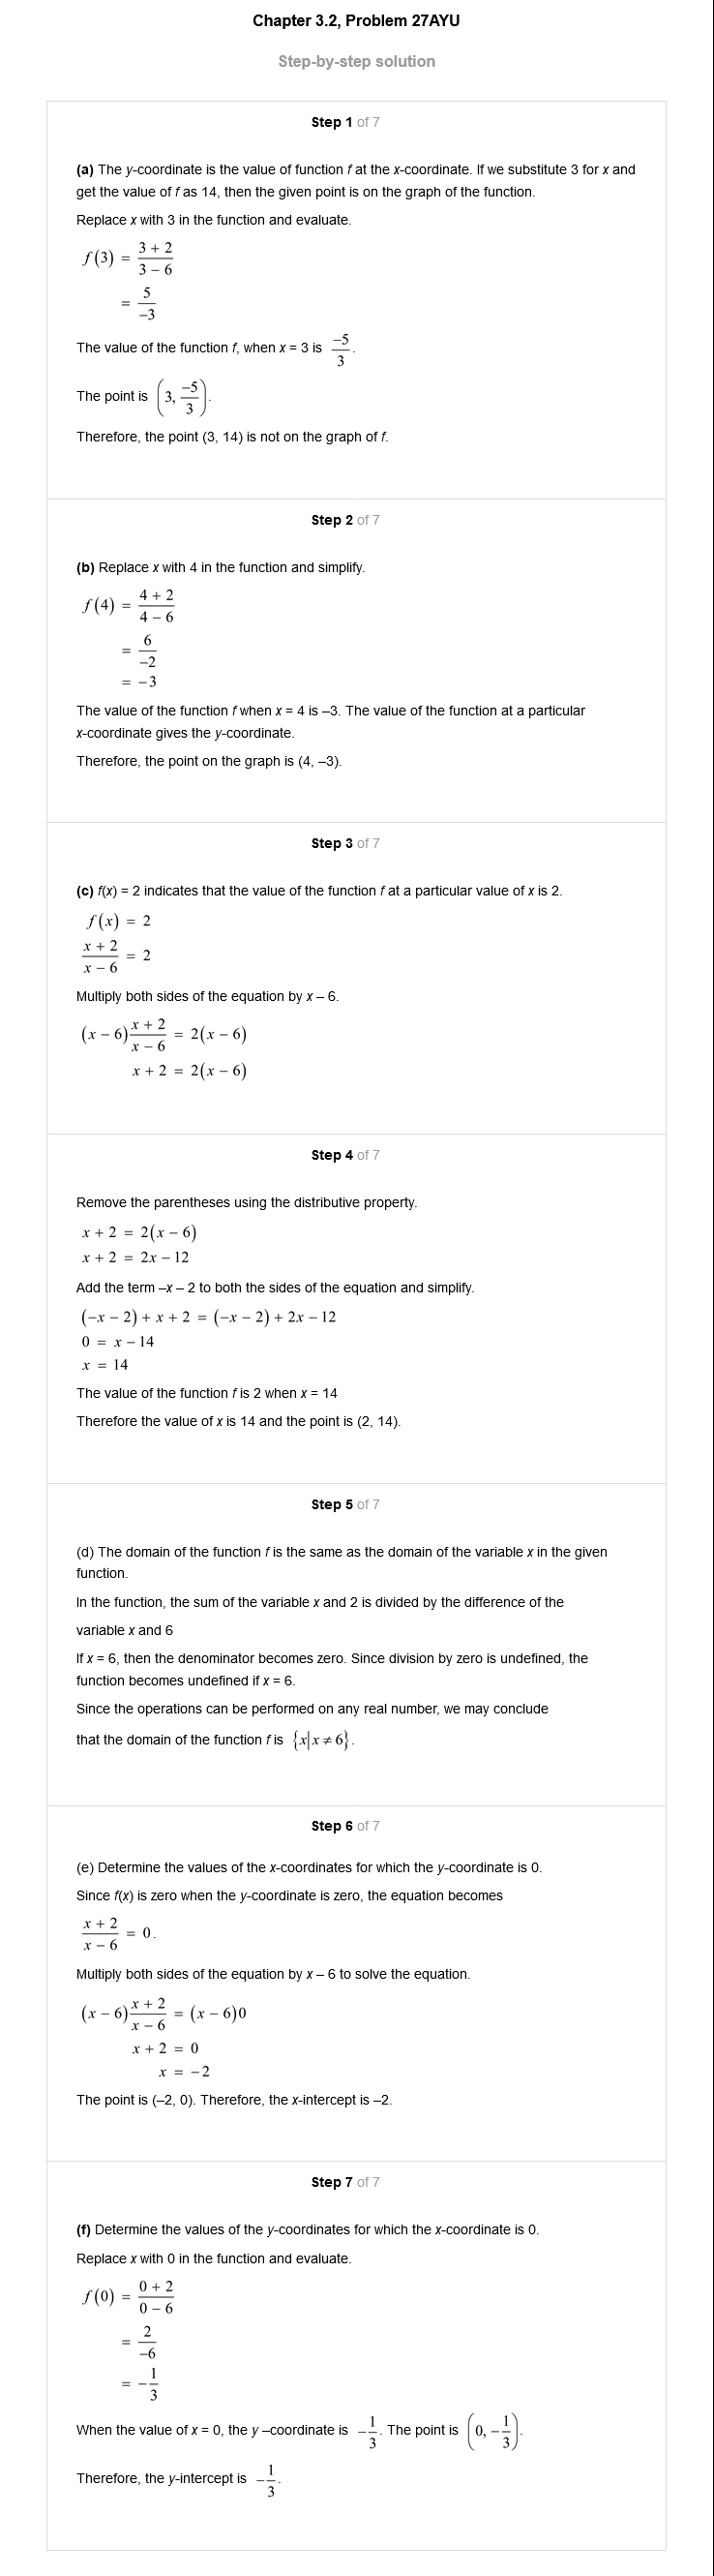 Chapter 3.2, Problem 27AYU
Step-by-step solution
Step 1 of 7
(a) The y-coordinate is the value of function f at the x-coordinate. If we substitute 3 for x and
get the value of f as 14, then the given point is on the graph of the function.
Replace x with 3 in the function and evaluate.
f(3) = (3 + 2)/(3 − 6)
= 5/−3
The value of the function f, when x = 3 is −5/3.
The point is (3, −5/3).
Therefore, the point (3, 14) is not on the graph of f.
Step 2 of 7
(b) Replace x with 4 in the function and simplify.
f(4) = (4 + 2)/(4 − 6)
= 6/−2
= −3
The value of the function f when x = 4 is –3. The value of the function at a particular
x-coordinate gives the y-coordinate.
Therefore, the point on the graph is (4, –3).
Step 3 of 7
(c) f(x) = 2 indicates that the value of the function f at a particular value of x is 2.
f(x) = 2
(x + 2)/(x − 6) = 2
Multiply both sides of the equation by x – 6.
(x − 6)(x + 2)/(x − 6) = 2(x − 6)
x + 2 = 2(x − 6)
Step 4 of 7
Remove the parentheses using the distributive property.
x + 2 = 2(x − 6)
x + 2 = 2x − 12
Add the term –x – 2 to both the sides of the equation and simplify.
(−x − 2) + x + 2 = (−x − 2) + 2x − 12
0 = x − 14
x = 14
The value of the function f is 2 when x = 14
Therefore the value of x is 14 and the point is (2, 14).
Step 5 of 7
(d) The domain of the function f is the same as the domain of the variable x in the given
function.
In the function, the sum of the variable x and 2 is divided by the difference of the
variable x and 6
If x = 6, then the denominator becomes zero. Since division by zero is undefined, the
function becomes undefined if x = 6.
Since the operations can be performed on any real number, we may conclude
that the domain of the function f is {x|x ≠ 6}.
Step 6 of 7
(e) Determine the values of the x-coordinates for which the y-coordinate is 0.
Since f(x) is zero when the y-coordinate is zero, the equation becomes
(x + 2)/(x − 6) = 0.
Multiply both sides of the equation by x – 6 to solve the equation.
(x − 6)(x + 2)/(x − 6) = (x − 6)0
x + 2 = 0
x = −2
The point is (–2, 0). Therefore, the x-intercept is –2.
Step 7 of 7
(f) Determine the values of the y-coordinates for which the x-coordinate is 0.
Replace x with 0 in the function and evaluate.
f(0) = (0 + 2)/(0 − 6)
= 2/−6
= −1/3
When the value of x = 0, the y –coordinate is −1/3. The point is (0, −1/3).
Therefore, the y-intercept is −1/3.